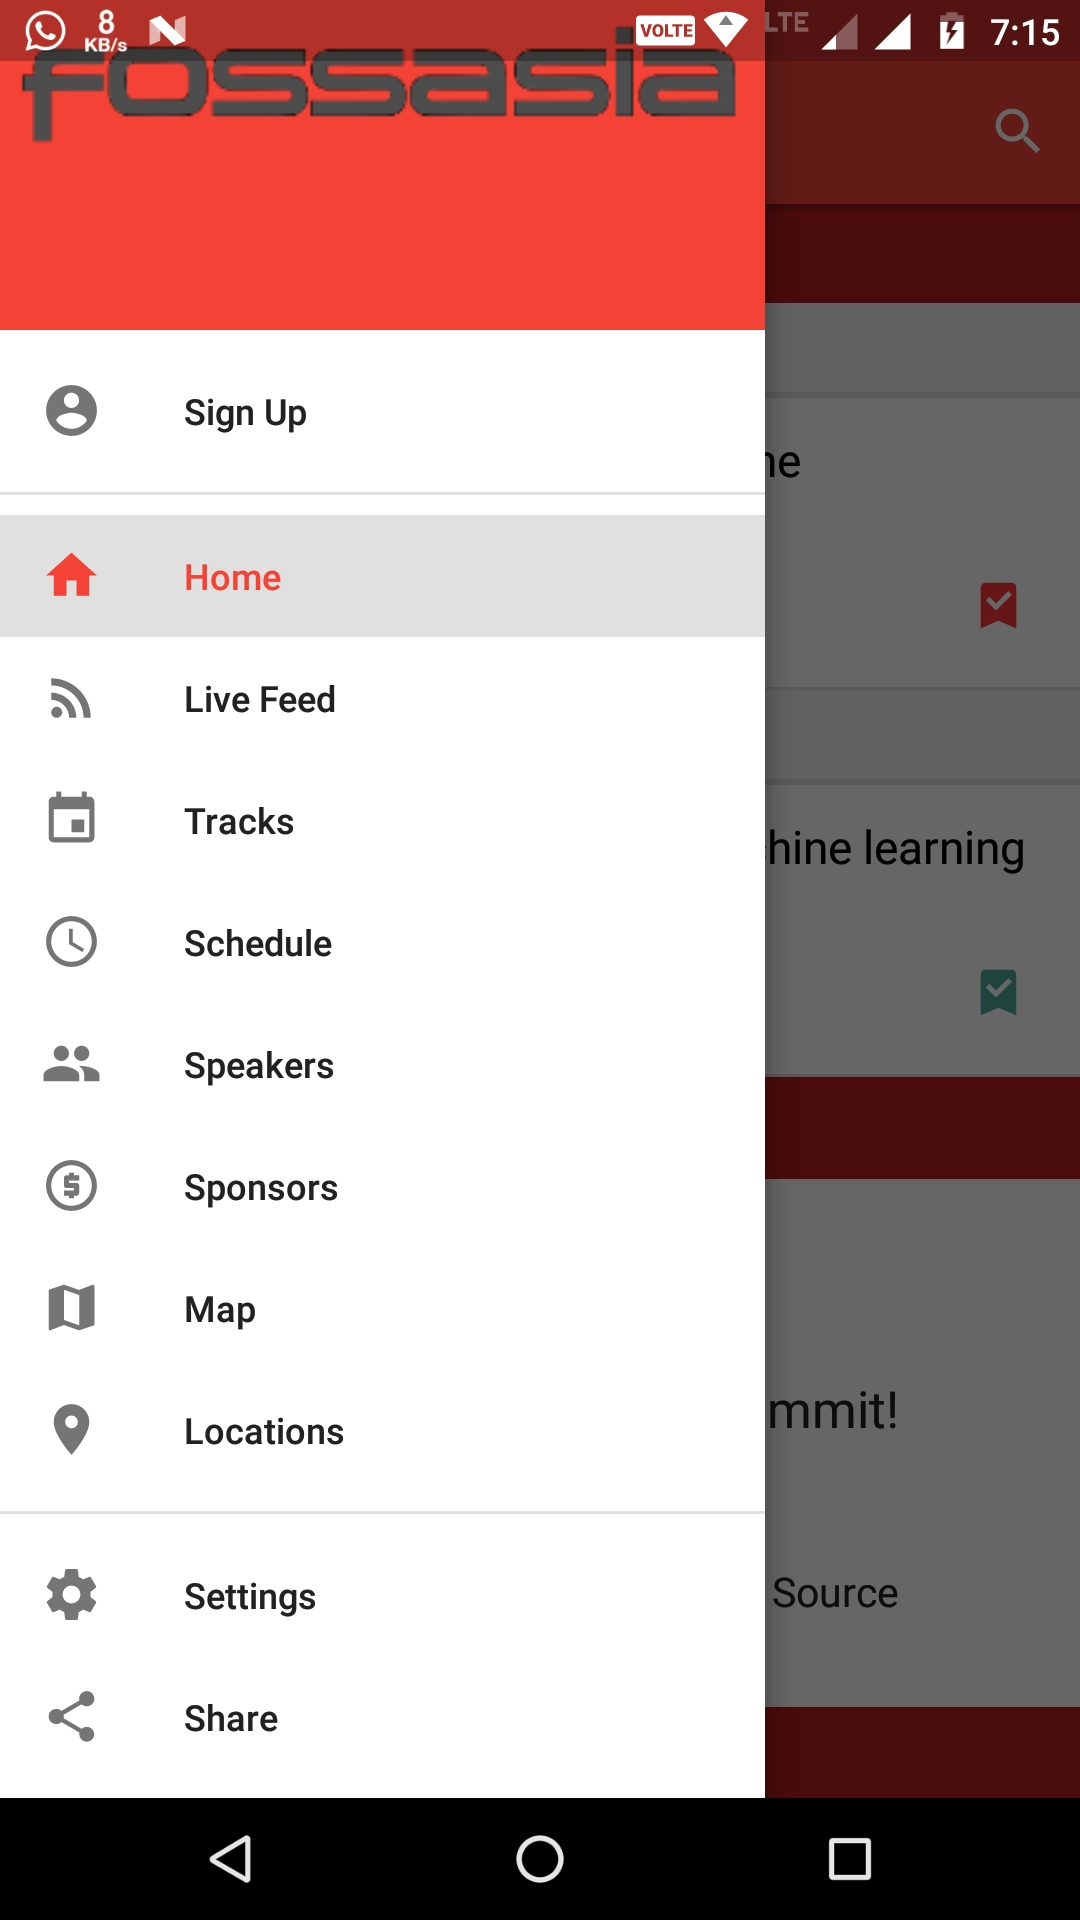 8
KB/s
VOLTE
LTE
7:15
fossasia
Sign Up
Home
Live Feed
Tracks
hine learning
Schedule
Speakers
Sponsors
Map
mmit!
Locations
Source
Settings
Share